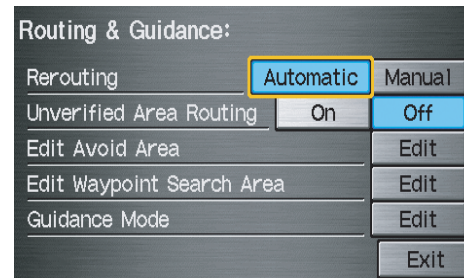 Routing & Guidance:
Rerouting Automatic Manual
Unverified Area Routing On Off
Edit Avoid Area Edit
Edit Waypoint Search Area Edit
Guidance Mode Edit
Exit